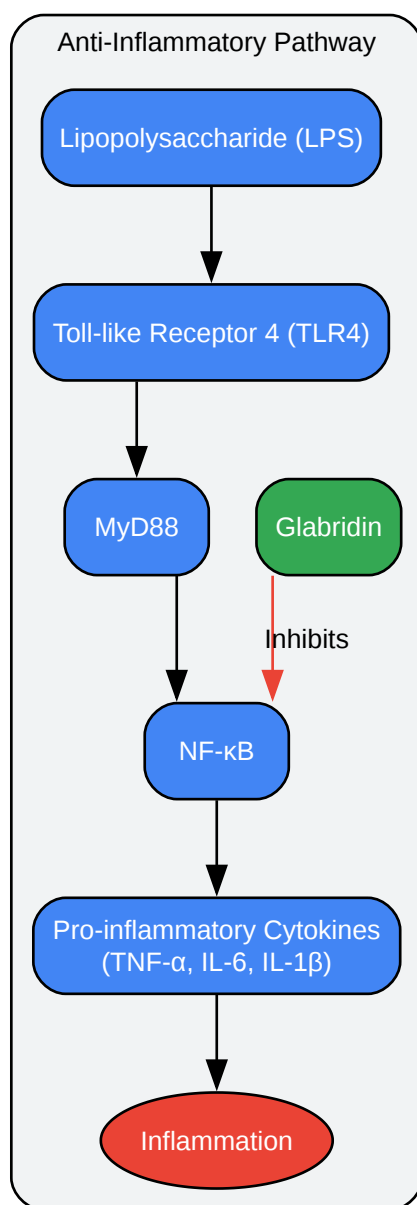 Anti-Inflammatory Pathway
Lipopolysaccharide (LPS)
Toll-like Receptor 4 (TLR4)
MyD88
Glabridin
Inhibits
NF-κB
Pro-inflammatory Cytokines
(TNF-α, IL-6, IL-1β)
Inflammation